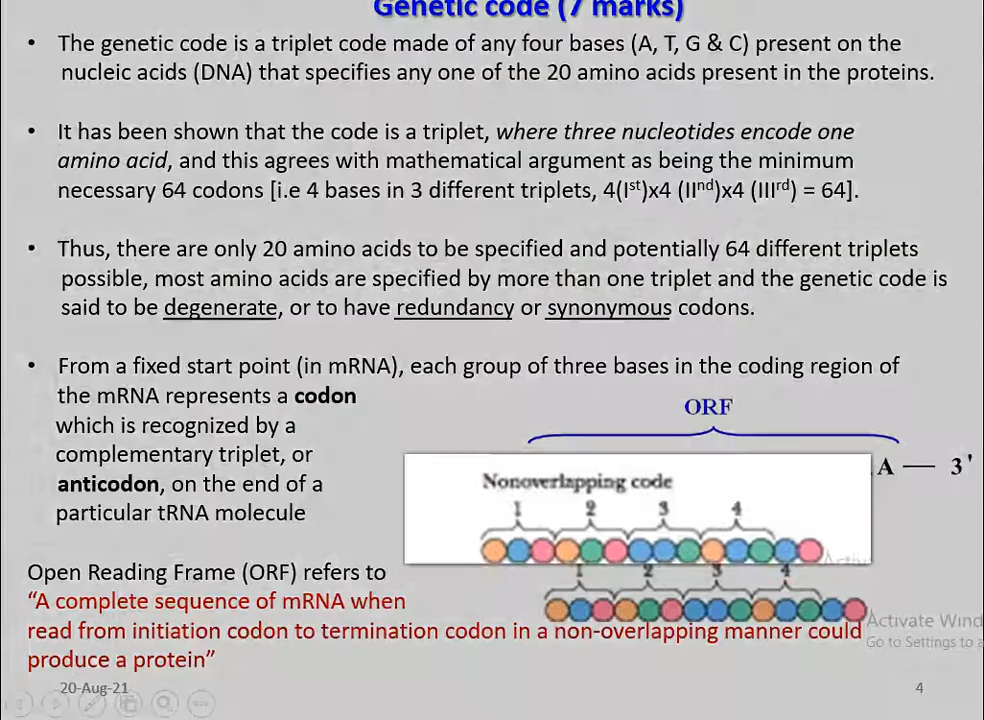 Genetic code (7 marks)
• The genetic code is a triplet code made of any four bases (A, T, G & C) present on the
nucleic acids (DNA) that specifies any one of the 20 amino acids present in the proteins.
• It has been shown that the code is a triplet, where three nucleotides encode one
amino acid, and this agrees with mathematical argument as being the minimum
necessary 64 codons [i.e 4 bases in 3 different triplets, 4(Iˢᵗ)x4 (IIⁿᵈ)x4 (IIIʳᵈ) = 64].
• Thus, there are only 20 amino acids to be specified and potentially 64 different triplets
possible, most amino acids are specified by more than one triplet and the genetic code is
said to be degenerate, or to have redundancy or synonymous codons.
• From a fixed start point (in mRNA), each group of three bases in the coding region of
the mRNA represents a codon
which is recognized by a
complementary triplet, or
anticodon, on the end of a
particular tRNA molecule
ORF
A — 3'
Nonoverlapping code
1 2 3 4
1 2 3 4
Open Reading Frame (ORF) refers to
“A complete sequence of mRNA when
read from initiation codon to termination codon in a non-overlapping manner could
produce a protein”
Activate Wind
Go to Settings to a
20-Aug-21
4